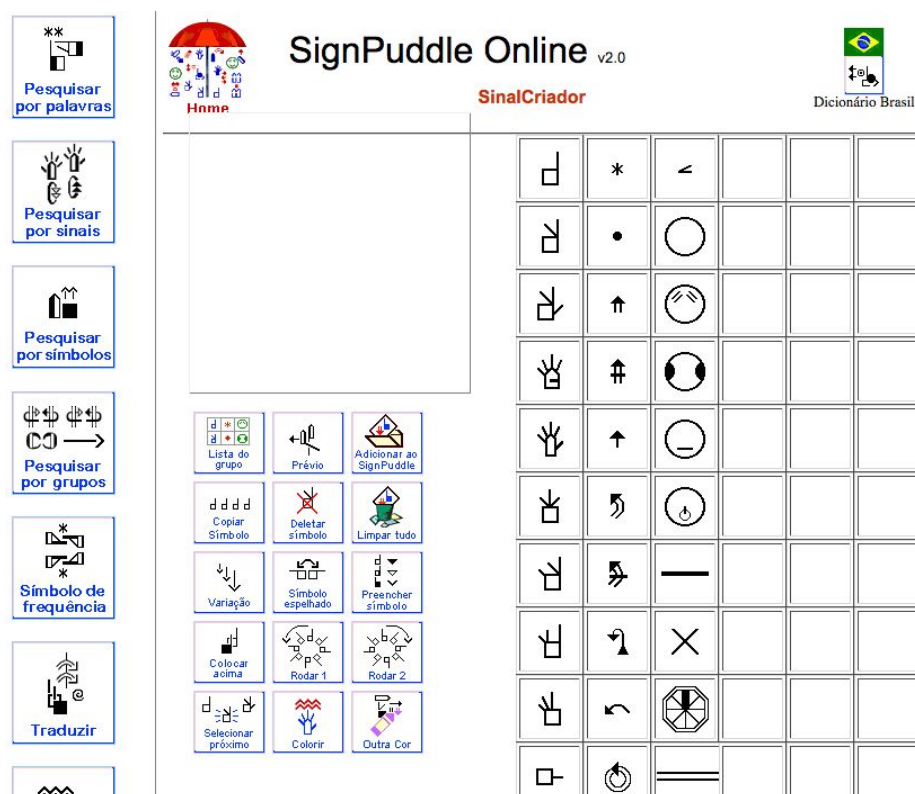 SignPuddle Online v2.0
Home
SinalCriador
Dicionário Brasil
Pesquisar
por palavras
Pesquisar
por sinais
Pesquisar
por símbolos
Pesquisar
por grupos
Símbolo de
frequência
Traduzir
Lista do
grupo
Prévio
Adicionar ao
SignPuddle
Copiar
Símbolo
Deletar
símbolo
Limpar tudo
Variação
Símbolo
espelhado
Preencher
símbolo
Colocar
acima
Rodar 1
Rodar 2
Selecionar
próximo
Colorir
Outra Cor